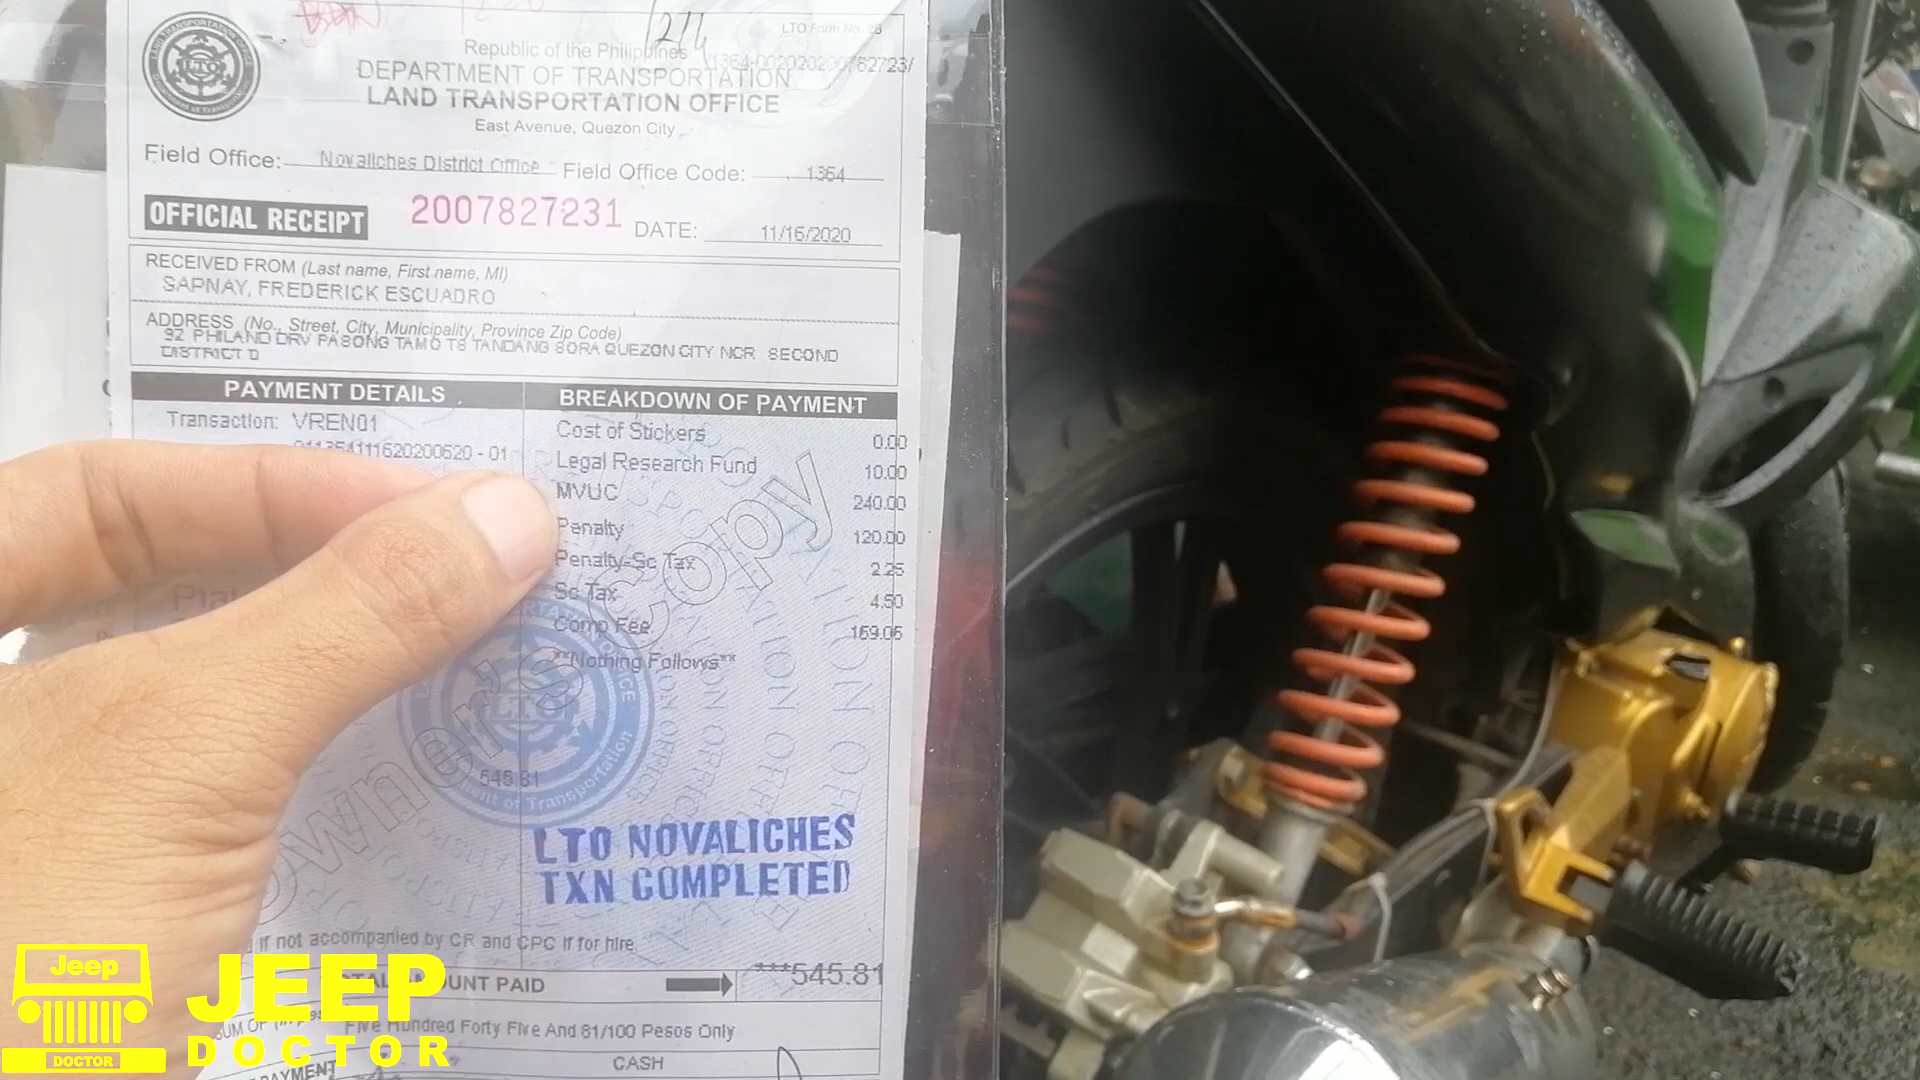 LTO Form No. 2B
Republic of the Philippines
DEPARTMENT OF TRANSPORTATION
LAND TRANSPORTATION OFFICE
East Avenue, Quezon City
Field Office: Novaliches District Office Field Office Code: 1364
OFFICIAL RECEIPT 2007827231 DATE: 11/16/2020
RECEIVED FROM (Last name, First name, MI)
SAPNAY, FREDERICK ESCUADRO
ADDRESS (No., Street, City, Municipality, Province Zip Code)
92 PHILAND DRV PASONG TAMO TS TANDANG SORA QUEZON CITY NCR SECOND
DISTRICT D
PAYMENT DETAILS BREAKDOWN OF PAYMENT
Transaction: VREN01
Cost of Stickers 0.00
Legal Research Fund 10.00
MVUC 240.00
Penalty 120.00
Penalty-Sc Tax 2.25
Sc Tax 4.50
Comp Fee 169.06
**Nothing Follows**
Owner's Copy
545.81
LTO NOVALICHES
TXN COMPLETED
if not accompanied by CR and CPC if for hire
AMOUNT PAID ***545.81
Five Hundred Forty Five And 81/100 Pesos Only
CASH
Jeep
DOCTOR
JEEP
DOCTOR